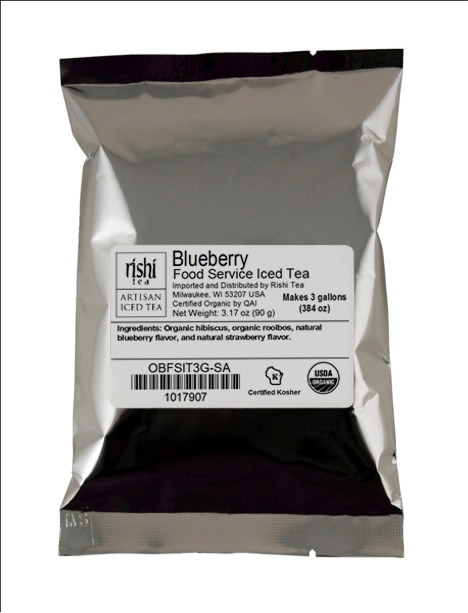 rishi
tea
ARTISAN
ICED TEA
Blueberry
Food Service Iced Tea
Imported and Distributed by Rishi Tea
Milwaukee, WI 53207 USA
Certified Organic by QAI
Net Weight: 3.17 oz (90 g)
Makes 3 gallons
(384 oz)
Ingredients: Organic hibiscus, organic rooibos, natural
blueberry flavor, and natural strawberry flavor.
OBFSIT3G-SA
1017907
K
Certified Kosher
USDA
ORGANIC